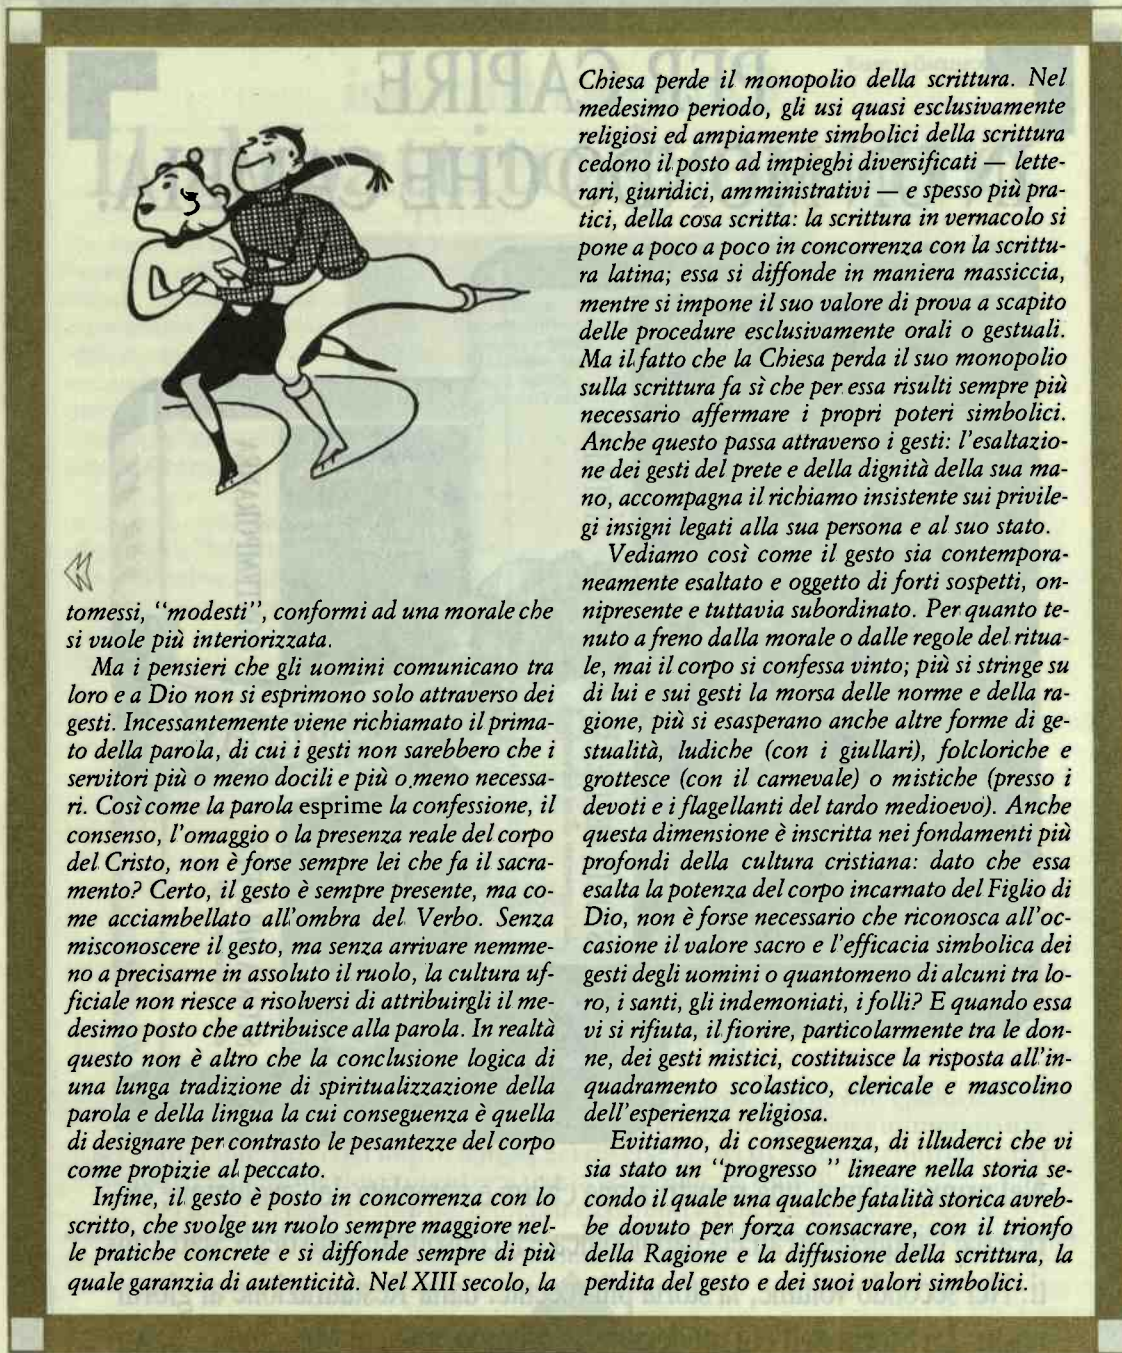 tomessi, “modesti”, conformi ad una morale che
si vuole più interiorizzata.
Ma i pensieri che gli uomini comunicano tra
loro e a Dio non si esprimono solo attraverso dei
gesti. Incessantemente viene richiamato il prima-
to della parola, di cui i gesti non sarebbero che i
servitori più o meno docili e più o meno necessa-
ri. Così come la parola esprime la confessione, il
consenso, l'omaggio o la presenza reale del corpo
del Cristo, non è forse sempre lei che fa il sacra-
mento? Certo, il gesto è sempre presente, ma co-
me acciambellato all'ombra del Verbo. Senza
misconoscere il gesto, ma senza arrivare nemme-
no a precisarne in assoluto il ruolo, la cultura uf-
ficiale non riesce a risolversi di attribuirgli il me-
desimo posto che attribuisce alla parola. In realtà
questo non è altro che la conclusione logica di
una lunga tradizione di spiritualizzazione della
parola e della lingua la cui conseguenza è quella
di designare per contrasto le pesantezze del corpo
come propizie al peccato.
Infine, il gesto è posto in concorrenza con lo
scritto, che svolge un ruolo sempre maggiore nel-
le pratiche concrete e si diffonde sempre di più
quale garanzia di autenticità. Nel XIII secolo, la
Chiesa perde il monopolio della scrittura. Nel
medesimo periodo, gli usi quasi esclusivamente
religiosi ed ampiamente simbolici della scrittura
cedono il posto ad impieghi diversificati — lette-
rari, giuridici, amministrativi — e spesso più pra-
tici, della cosa scritta: la scrittura in vernacolo si
pone a poco a poco in concorrenza con la scrittu-
ra latina; essa si diffonde in maniera massiccia,
mentre si impone il suo valore di prova a scapito
delle procedure esclusivamente orali o gestuali.
Ma il fatto che la Chiesa perda il suo monopolio
sulla scrittura fa sì che per essa risulti sempre più
necessario affermare i propri poteri simbolici.
Anche questo passa attraverso i gesti: l'esaltazio-
ne dei gesti del prete e della dignità della sua ma-
no, accompagna il richiamo insistente sui privile-
gi insigni legati alla sua persona e al suo stato.
Vediamo così come il gesto sia contempora-
neamente esaltato e oggetto di forti sospetti, on-
nipresente e tuttavia subordinato. Per quanto te-
nuto a freno dalla morale o dalle regole del ritua-
le, mai il corpo si confessa vinto; più si stringe su
di lui e sui gesti la morsa delle norme e della ra-
gione, più si esasperano anche altre forme di ge-
stualità, ludiche (con i giullari), folcloriche e
grottesce (con il carnevale) o mistiche (presso i
devoti e i flagellanti del tardo medioevo). Anche
questa dimensione è inscritta nei fondamenti più
profondi della cultura cristiana: dato che essa
esalta la potenza del corpo incarnato del Figlio di
Dio, non è forse necessario che riconosca all'oc-
casione il valore sacro e l'efficacia simbolica dei
gesti degli uomini o quantomeno di alcuni tra lo-
ro, i santi, gli indemoniati, i folli? E quando essa
vi si rifiuta, il fiorire, particolarmente tra le don-
ne, dei gesti mistici, costituisce la risposta all'in-
quadramento scolastico, clericale e mascolino
dell'esperienza religiosa.
Evitiamo, di conseguenza, di illuderci che vi
sia stato un “progresso ” lineare nella storia se-
condo il quale una qualche fatalità storica avreb-
be dovuto per forza consacrare, con il trionfo
della Ragione e la diffusione della scrittura, la
perdita del gesto e dei suoi valori simbolici.